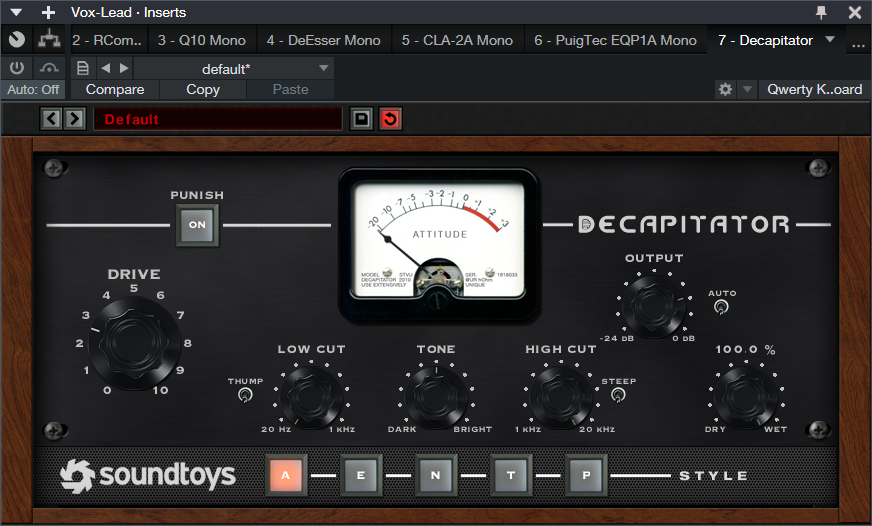 Vox-Lead · Inserts
2 - RCom.. 3 - Q10 Mono 4 - DeEsser Mono 5 - CLA-2A Mono 6 - PuigTec EQP1A Mono 7 - Decapitator ...
default*
Auto: Off Compare Copy Paste Qwerty K..oard
Default
PUNISH
ON
-20 -10 -7 -5 -3 -2 -1 0 -1 -2 -3
ATTITUDE
MODEL STVU SER. 1618033
DECAPITATOR 2010 @UR NOHm
USE EXTENSIVELY UNIQUE
DECAPITATOR
OUTPUT
AUTO
-24 DB 0 DB
DRIVE
0 1 2 3 4 5 6 7 8 9 10
THUMP
LOW CUT
20 HZ 1 KHZ
TONE
DARK BRIGHT
HIGH CUT
1 KHZ 20 KHZ
STEEP
100.0 %
DRY WET
soundtoys
A E N T P
STYLE